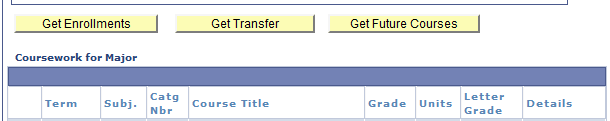 Get Enrollments Get Transfer Get Future Courses
Coursework for Major
Term Subj. Catg Nbr Course Title Grade Units Letter Grade Details